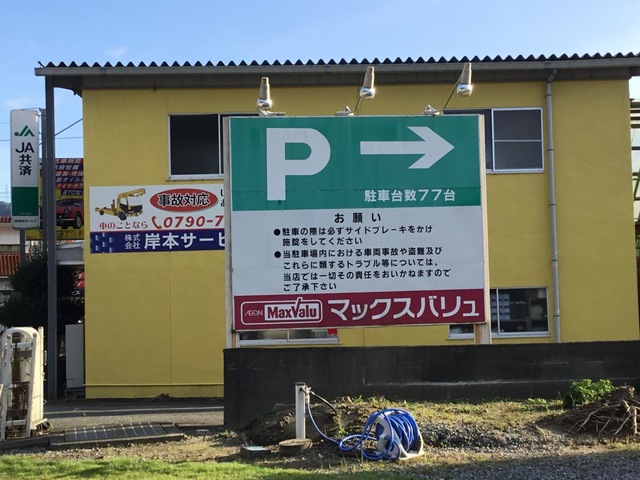 P →
駐車台数77台
お願い
●駐車の際は必ずサイドブレーキをかけ
施錠をしてください
●当駐車場内における車両事故や盗難及び
これらに類するトラブル等については、
当店では一切その責任をおいかねますので
ご了承下さい
AEON MaxValu マックスバリュ
事故対応
車のことなら 0790-7
株式会社 岸本サービ
JA共済